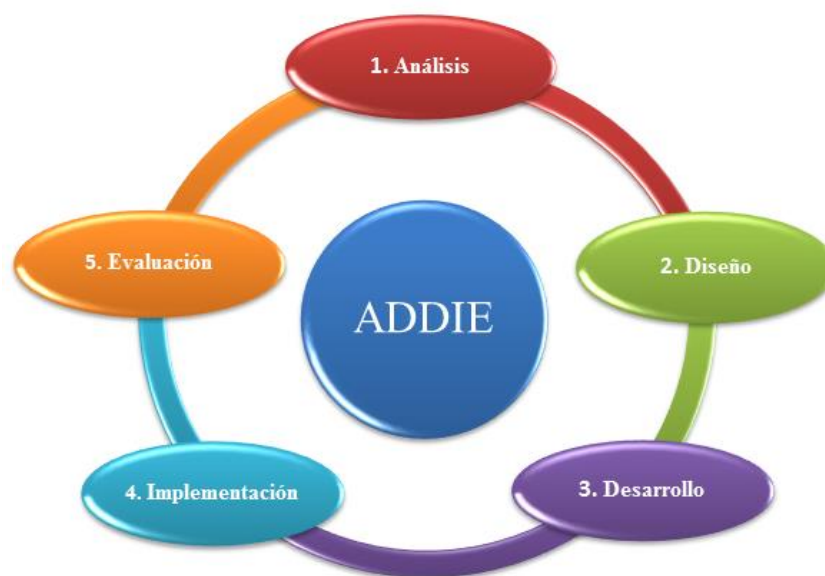 1. Análisis
2. Diseño
3. Desarrollo
4. Implementación
5. Evaluación
ADDIE